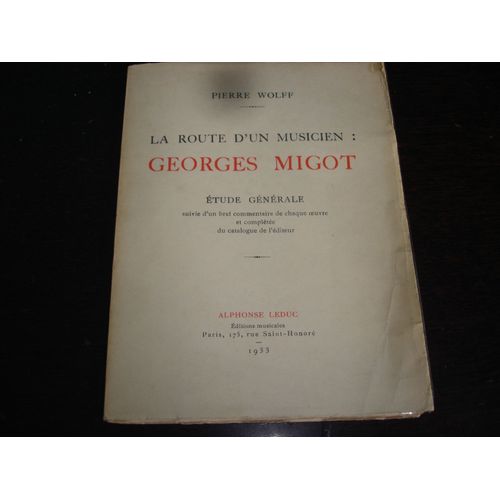 PIERRE WOLFF
LA ROUTE D'UN MUSICIEN :
GEORGES MIGOT
ÉTUDE GÉNÉRALE
suivie d'un bref commentaire de chaque œuvre
et complétée
du catalogue de l'éditeur
ALPHONSE LEDUC
Éditions musicales
Paris, 175, rue Saint-Honoré
1933